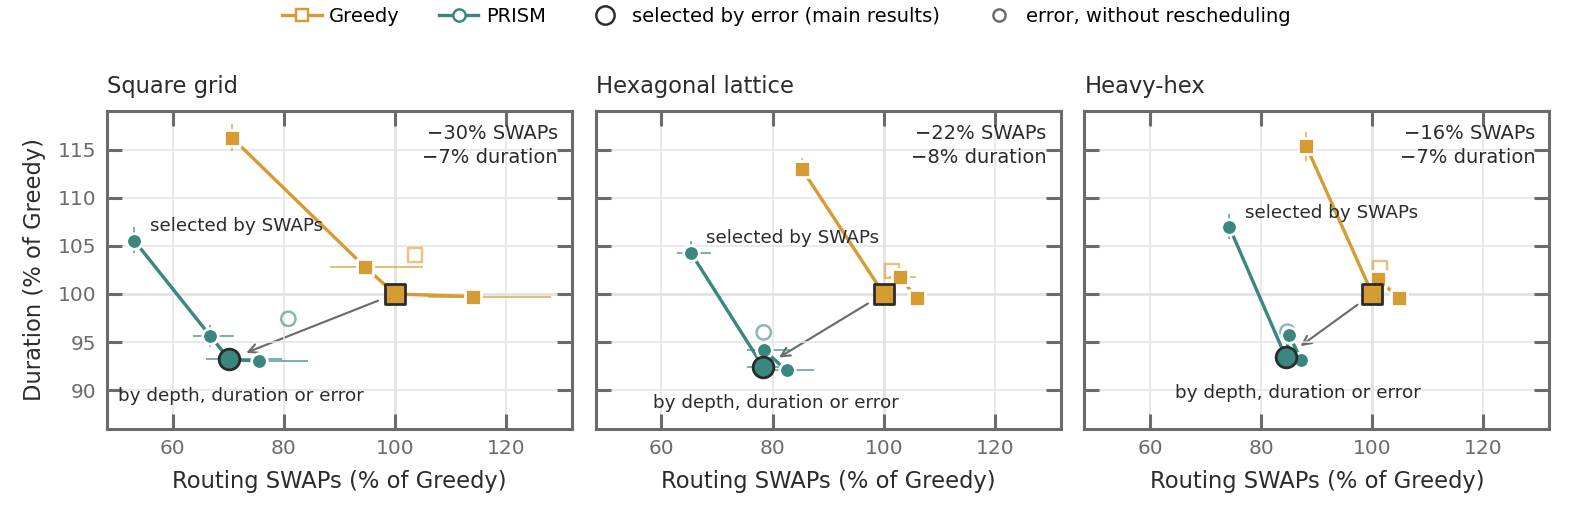 Greedy PRISM selected by error (main results) error, without rescheduling
Square grid
Hexagonal lattice
Heavy-hex
Duration (% of Greedy)
115
110
105
100
95
90
−30% SWAPs
−7% duration
selected by SWAPs
by depth, duration or error
60 80 100 120
Routing SWAPs (% of Greedy)
−22% SWAPs
−8% duration
selected by SWAPs
by depth, duration or error
60 80 100 120
Routing SWAPs (% of Greedy)
−16% SWAPs
−7% duration
selected by SWAPs
by depth, duration or error
60 80 100 120
Routing SWAPs (% of Greedy)